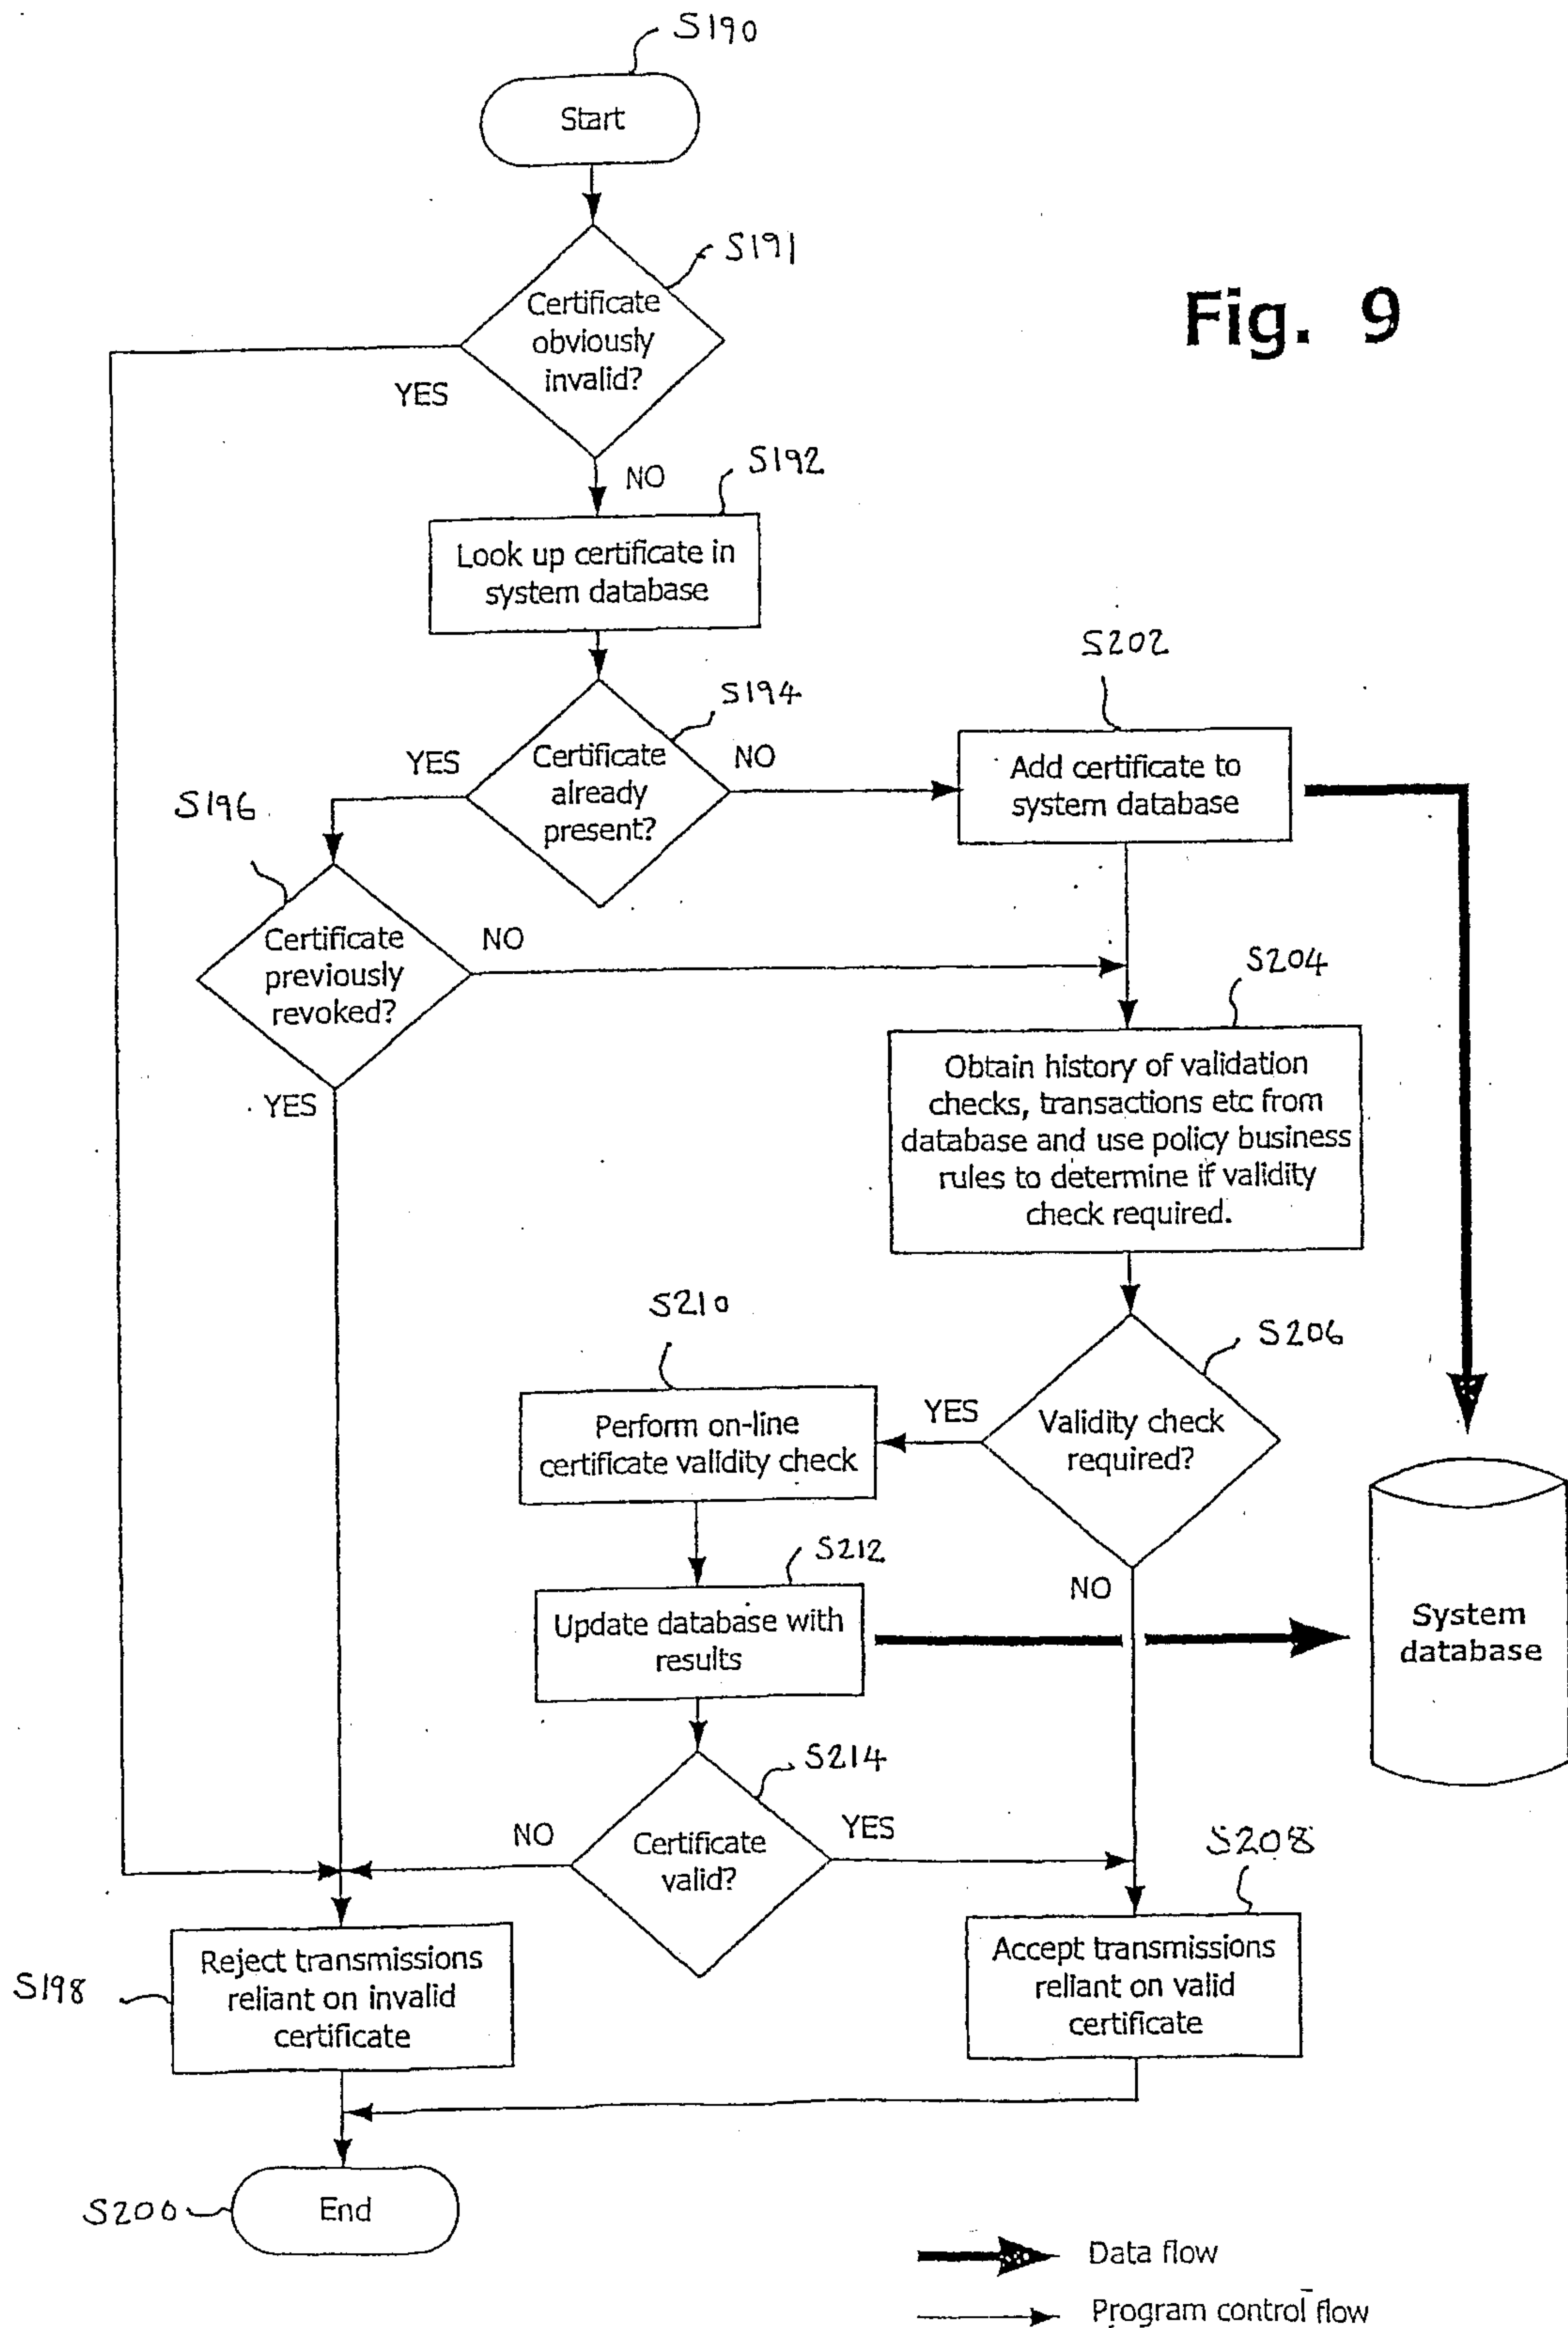 S190
Start
S191
Certificate
obviously
invalid?
Fig. 9
YES
NO
S192
Look up certificate in
system database
S202
S194
YES
Certificate
already
present?
NO
Add certificate to
system database
S196
Certificate
previously
revoked?
NO
YES
S204
Obtain history of validation
checks, transactions etc from
database and use policy business
rules to determine if validity
check required.
S210
S206
Perform on-line
certificate validity check
YES
Validity check
required?
S212
NO
Update database with
results
System
database
S214
NO
Certificate
valid?
YES
S208
S198
Reject transmissions
reliant on invalid
certificate
Accept transmissions
reliant on valid
certificate
S200
End
Data flow
Program control flow